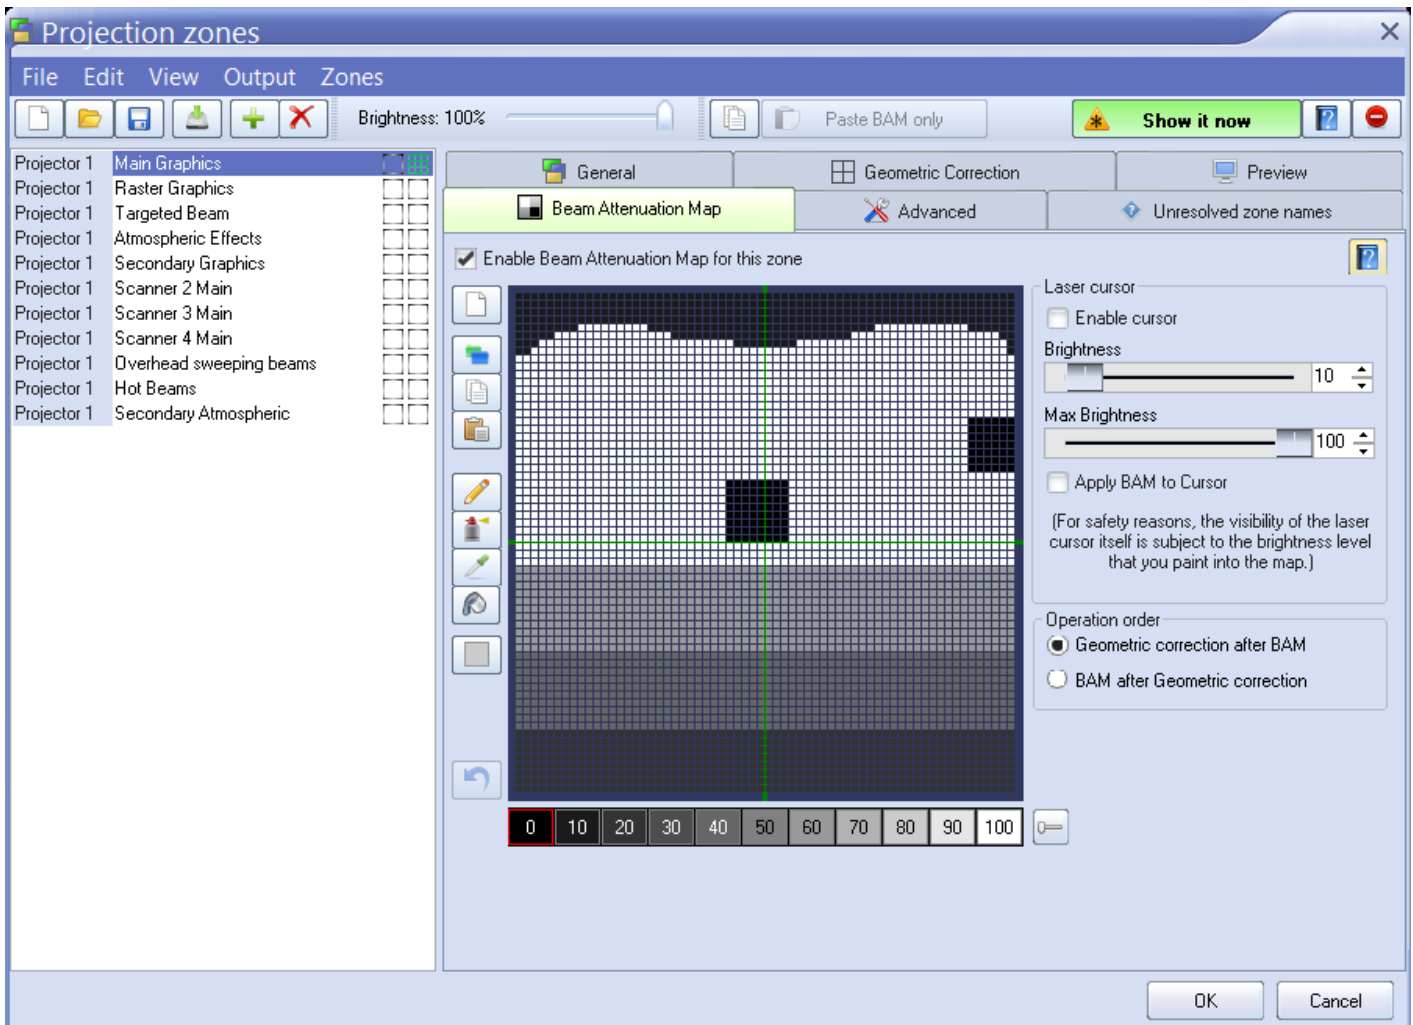 Projection zones
File Edit View Output Zones
Brightness: 100% Paste BAM only Show it now
Projector 1 Main Graphics
Projector 1 Raster Graphics
Projector 1 Targeted Beam
Projector 1 Atmospheric Effects
Projector 1 Secondary Graphics
Projector 1 Scanner 2 Main
Projector 1 Scanner 3 Main
Projector 1 Scanner 4 Main
Projector 1 Overhead sweeping beams
Projector 1 Hot Beams
Projector 1 Secondary Atmospheric
General Geometric Correction Preview
Beam Attenuation Map Advanced Unresolved zone names
Enable Beam Attenuation Map for this zone
Laser cursor
Enable cursor
Brightness
10
Max Brightness
100
Apply BAM to Cursor
(For safety reasons, the visibility of the laser
cursor itself is subject to the brightness level
that you paint into the map.)
Operation order
Geometric correction after BAM
BAM after Geometric correction
0 10 20 30 40 50 60 70 80 90 100
OK Cancel